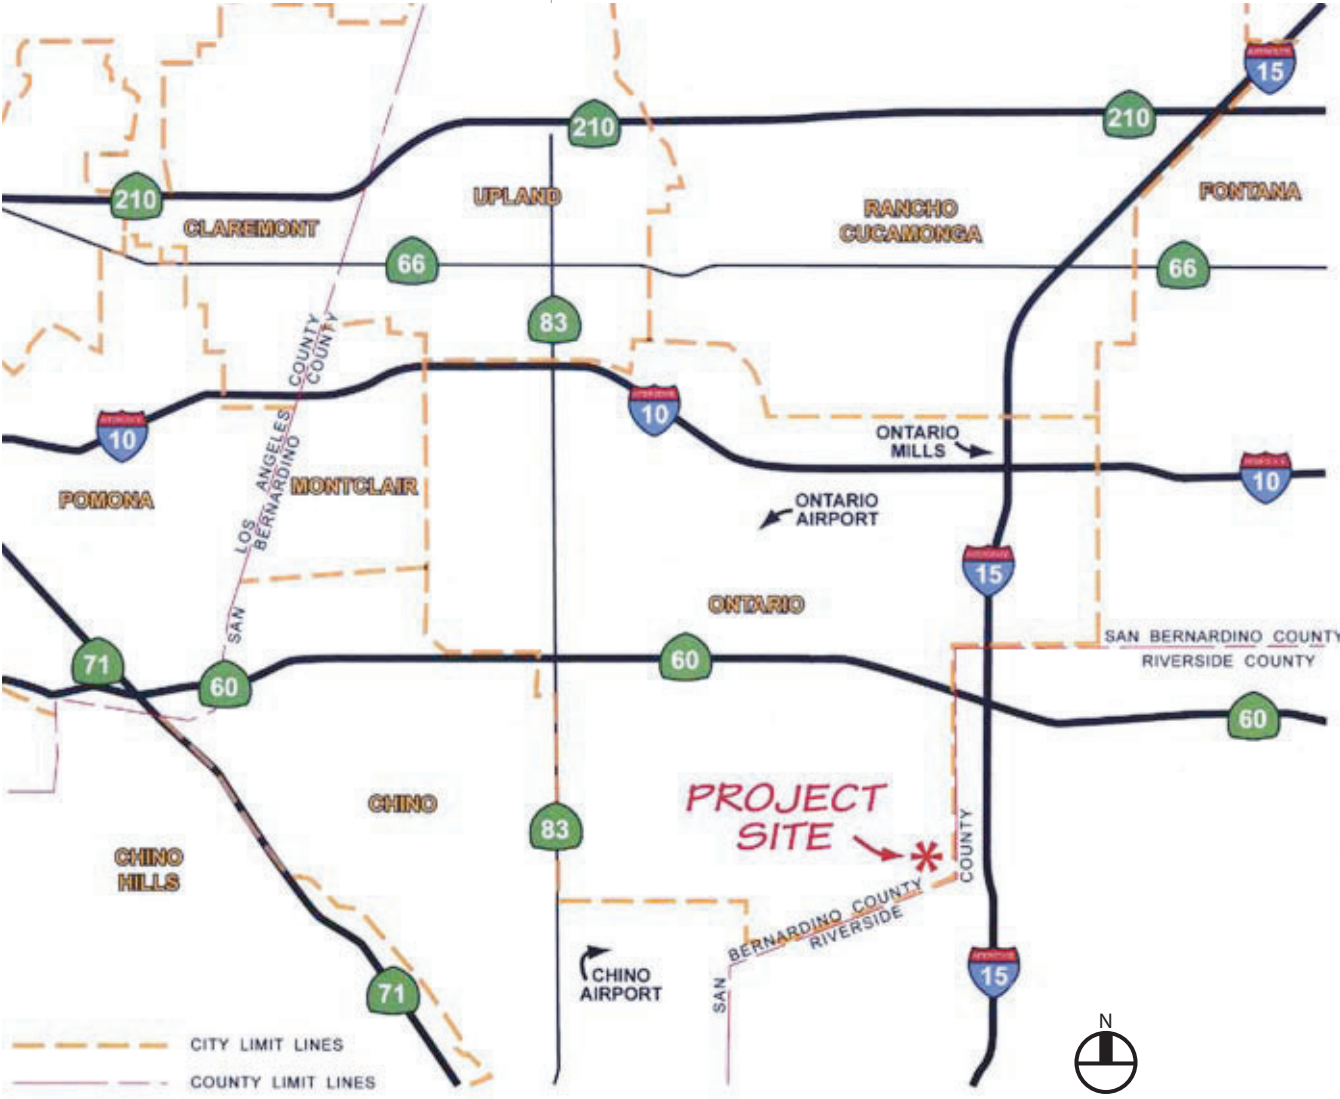 15
210
210
210
UPLAND
FONTANA
RANCHO
CUCAMONGA
CLAREMONT
66
66
83
COUNTY
COUNTY
10
10
ONTARIO
MILLS
10
LOS ANGELES
SAN BERNARDINO
MONTCLAIR
POMONA
ONTARIO
AIRPORT
15
ONTARIO
SAN BERNARDINO COUNTY
RIVERSIDE COUNTY
71
60
60
60
PROJECT
SITE
*
CHINO
83
COUNTY
CHINO
HILLS
SAN BERNARDINO COUNTY
RIVERSIDE
CHINO
AIRPORT
15
71
N
CITY LIMIT LINES
COUNTY LIMIT LINES